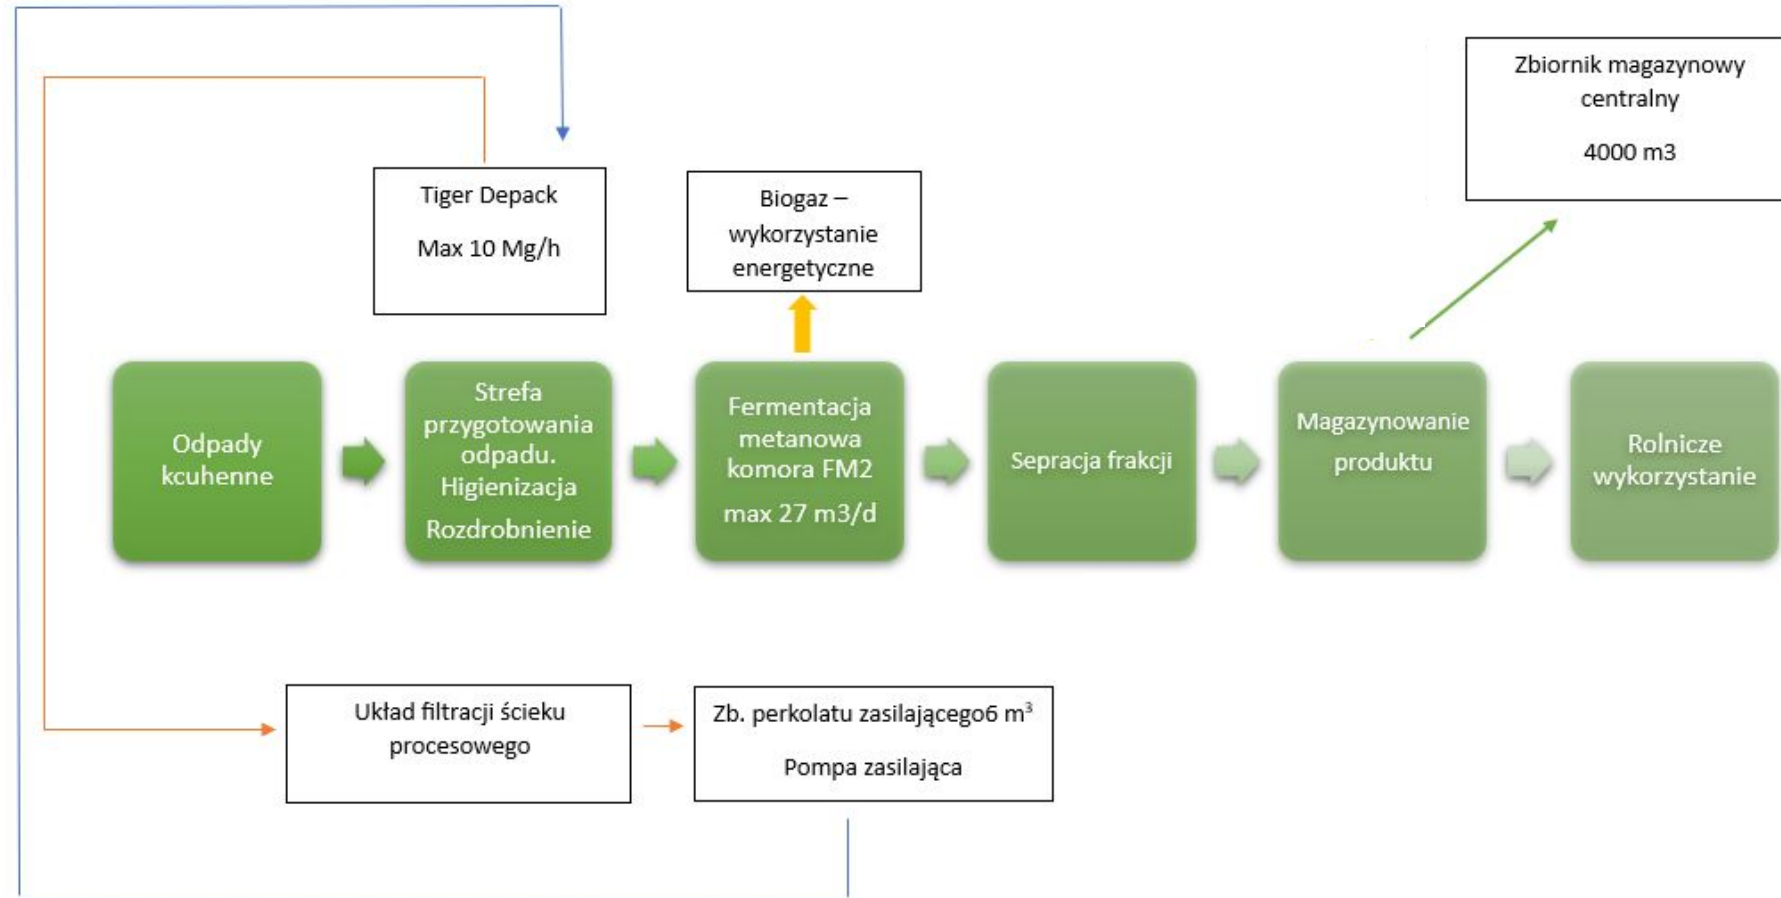 Zbiornik magazynowy
centralny
4000 m3
Tiger Depack
Max 10 Mg/h
Biogaz –
wykorzystanie
energetyczne
Odpady
kcuhenne
Strefa
przygotowania
odpadu.
Higienizacja
Rozdrobnienie
Fermentacja
metanowa
komora FM2
max 27 m3/d
Sepracja frakcji
Magazynowanie
produktu
Rolnicze
wykorzystanie
Układ filtracji ścieku
procesowego
Zb. perkolatu zasilającego6 m³
Pompa zasilająca